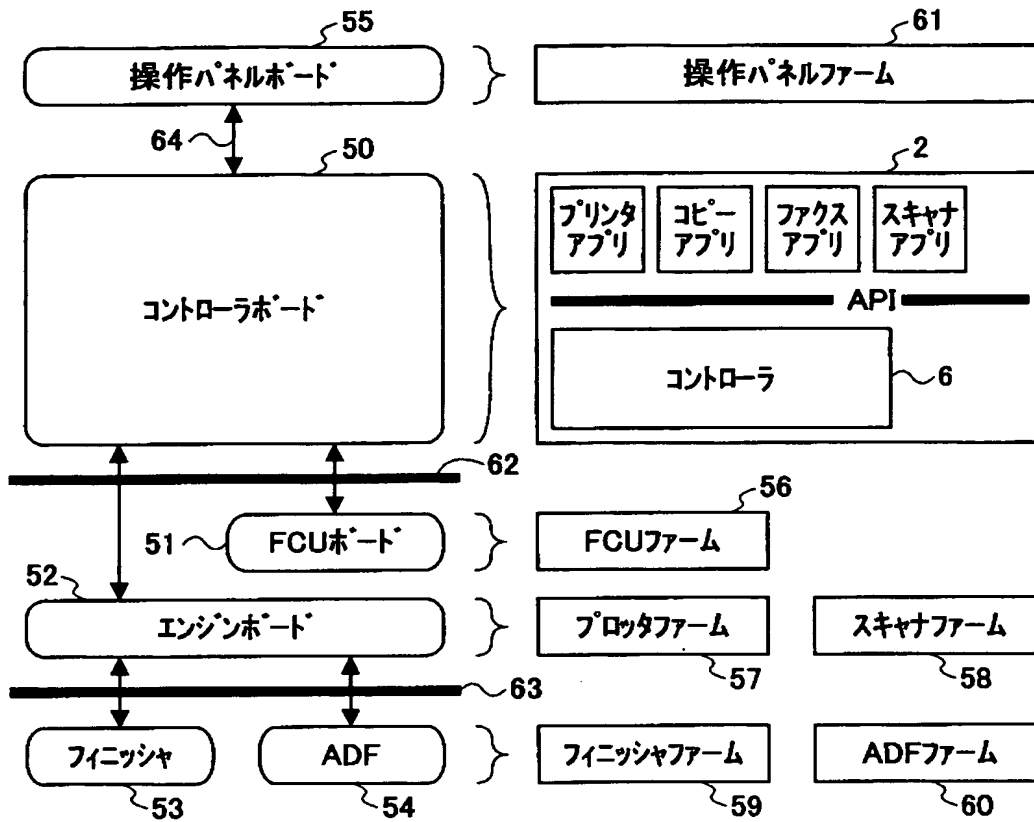 55
操作パネルボード
61
操作パネルファーム
64
50
コントローラボード
2
プリンタ
アプリ
コピー
アプリ
ファクス
アプリ
スキャナ
アプリ
API
コントローラ
6
62
51
FCUボード
56
FCUファーム
52
エンジンボード
プロッタファーム
57
スキャナファーム
58
63
フィニッシャ
53
ADF
54
フィニッシャファーム
59
ADFファーム
60